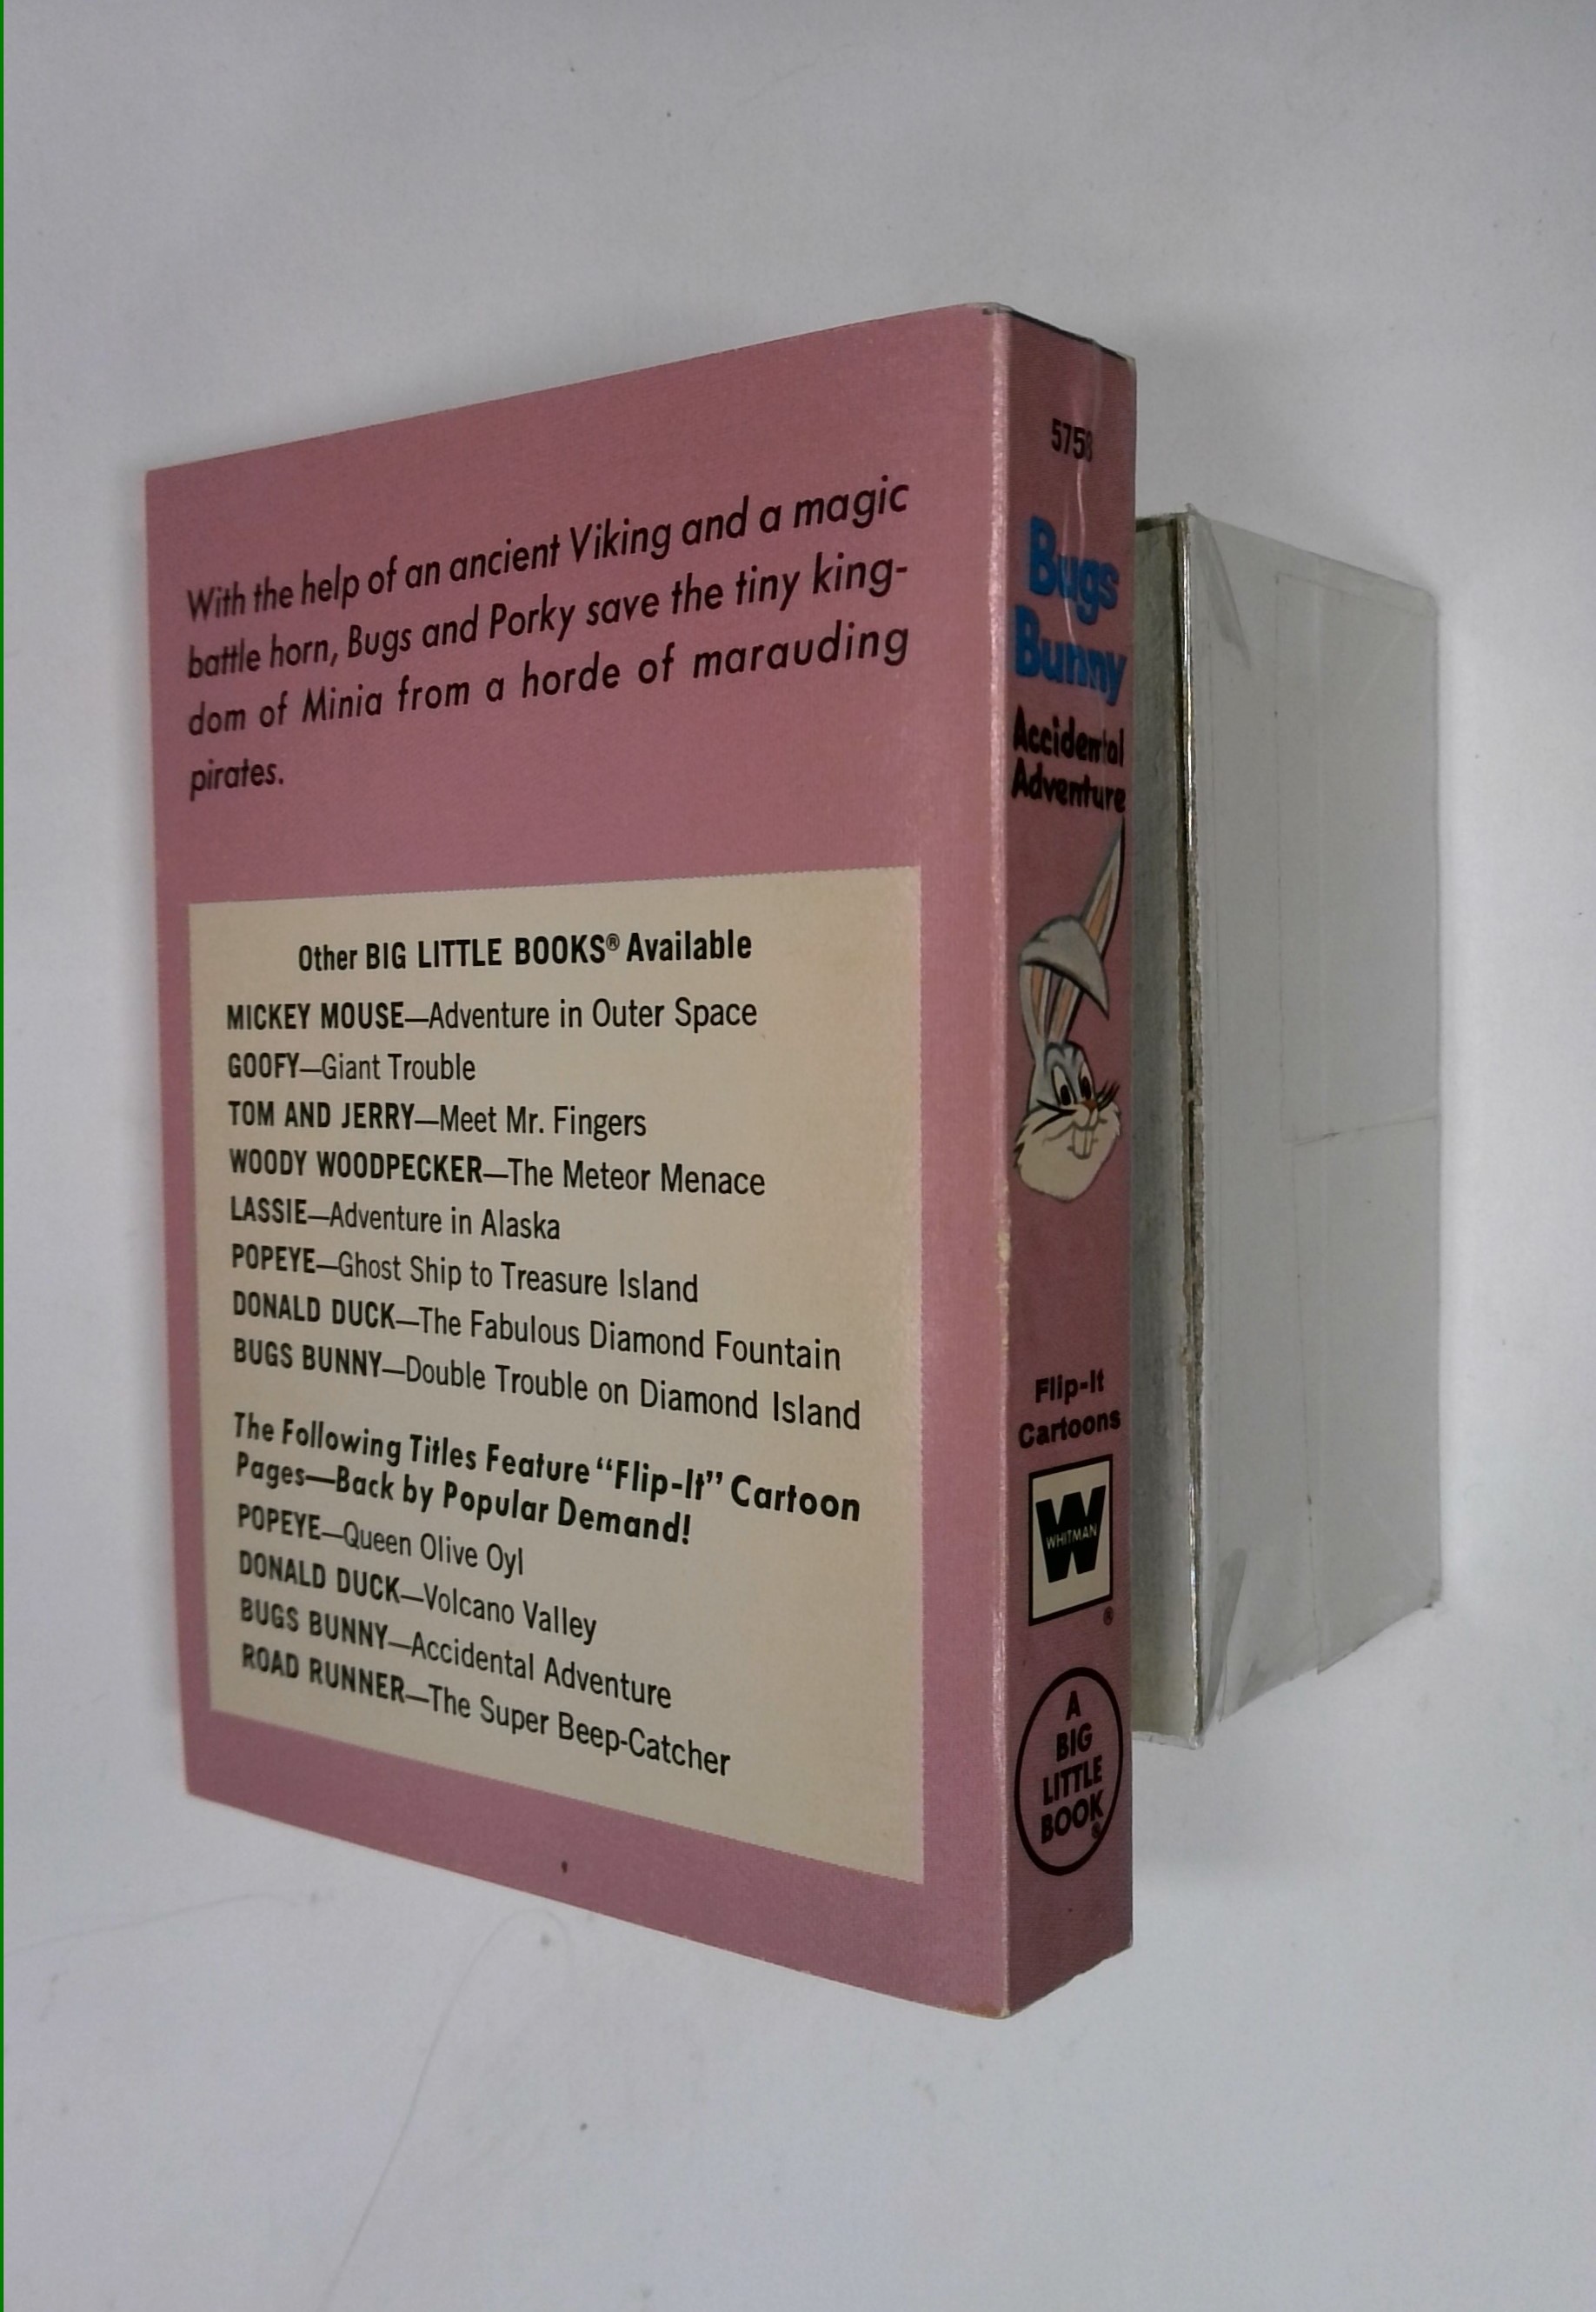 With the help of an ancient Viking and a magic
battle horn, Bugs and Porky save the tiny king-
dom of Minia from a horde of marauding
pirates.
Other BIG LITTLE BOOKS® Available
MICKEY MOUSE—Adventure in Outer Space
GOOFY—Giant Trouble
TOM AND JERRY—Meet Mr. Fingers
WOODY WOODPECKER—The Meteor Menace
LASSIE—Adventure in Alaska
POPEYE—Ghost Ship to Treasure Island
DONALD DUCK—The Fabulous Diamond Fountain
BUGS BUNNY—Double Trouble on Diamond Island
The Following Titles Feature “Flip-It” Cartoon
Pages—Back by Popular Demand!
POPEYE—Queen Olive Oyl
DONALD DUCK—Volcano Valley
BUGS BUNNY—Accidental Adventure
ROAD RUNNER—The Super Beep-Catcher
5758
Bugs
Bunny
Accidental
Adventure
Flip-It
Cartoons
W
WHITMAN
®
A
BIG
LITTLE
BOOK
®